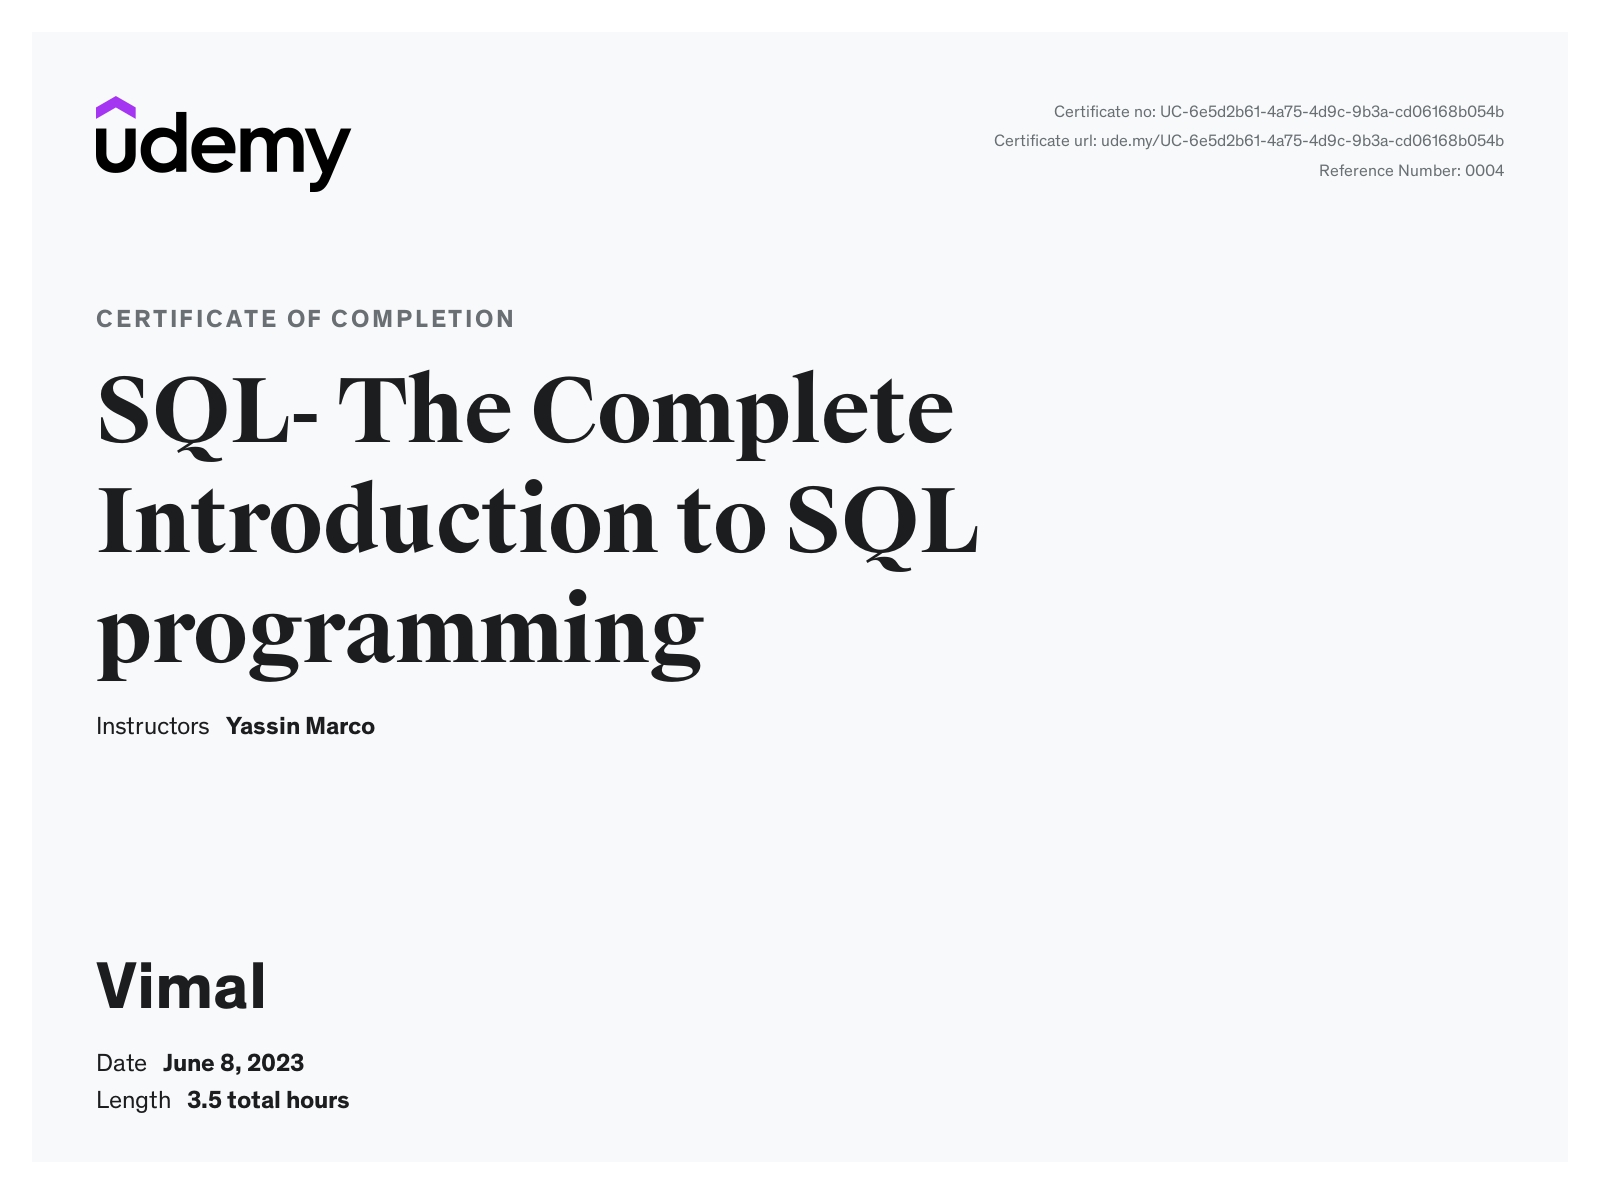 udemy
Certificate no: UC-6e5d2b61-4a75-4d9c-9b3a-cd06168b054b
Certificate url: ude.my/UC-6e5d2b61-4a75-4d9c-9b3a-cd06168b054b
Reference Number: 0004
CERTIFICATE OF COMPLETION
SQL- The Complete
Introduction to SQL
programming
Instructors Yassin Marco
Vimal
Date June 8, 2023
Length 3.5 total hours